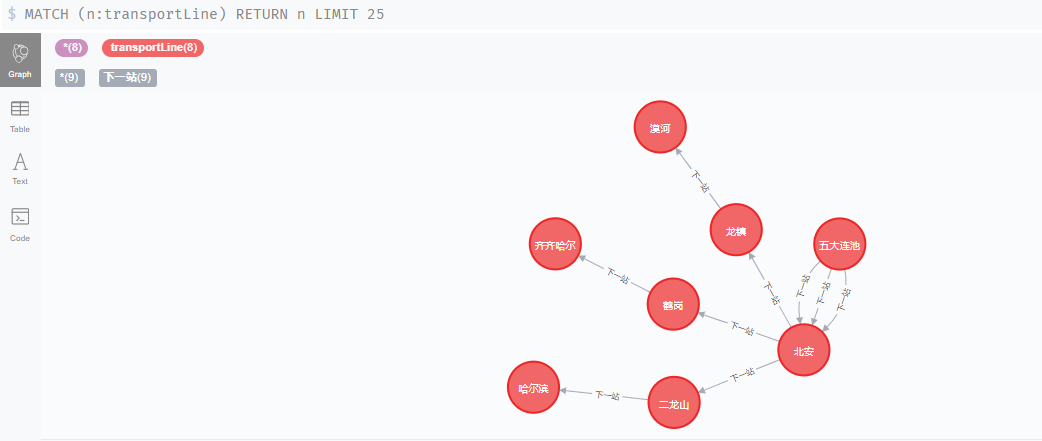 $ MATCH (n:transportLine) RETURN n LIMIT 25
*(8) transportLine(8)
*(9) 下一站(9)
Graph
Table
Text
Code
漠河
下一站
龙镇
五大连池
齐齐哈尔
下一站
下一站
下一站
下一站
下一站
鹤岗
下一站
北安
下一站
哈尔滨
下一站
二龙山